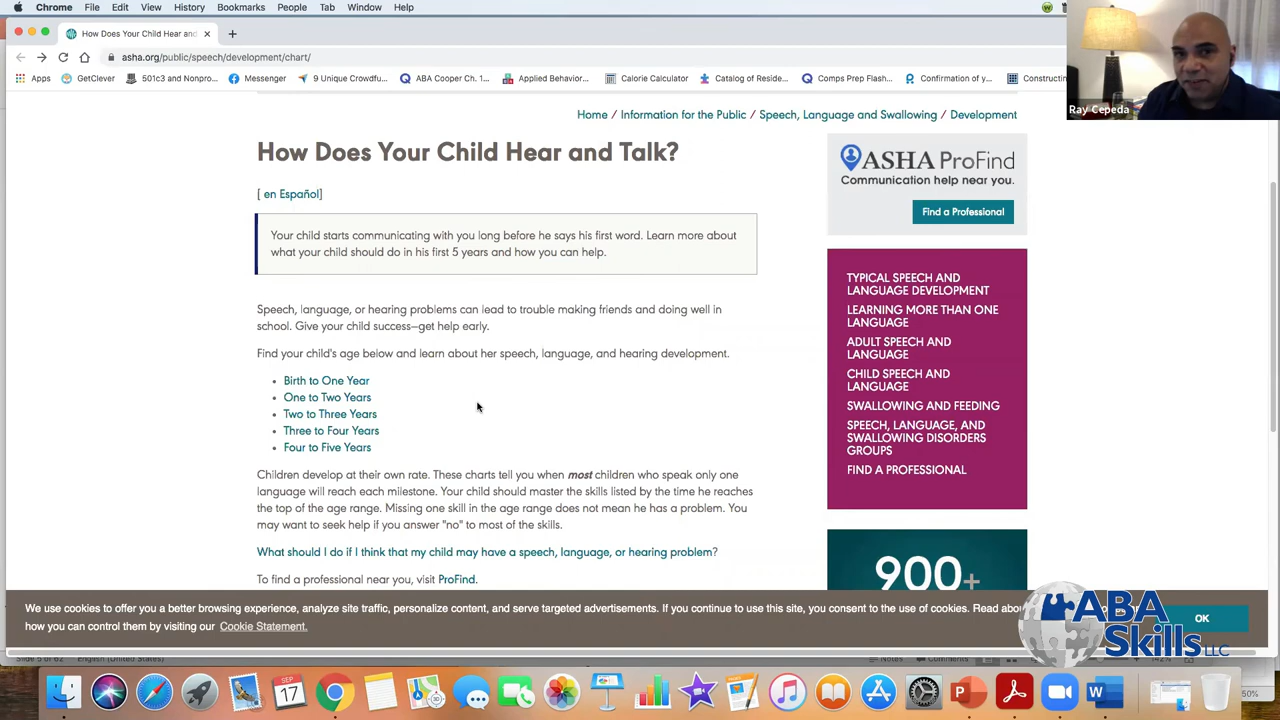 Chrome File Edit View History Bookmarks People Tab Window Help
How Does Your Child Hear and
asha.org/public/speech/development/chart/
Apps GetClever 501c3 and Nonpro... Messenger 9 Unique Crowdfu... ABA Cooper Ch. 1... Applied Behavior... Calorie Calculator Catalog of Reside... Comps Prep Flash... Confirmation of y... Constructin
Ray Cepeda
Home / Information for the Public / Speech, Language and Swallowing / Development
How Does Your Child Hear and Talk?
[ en Español]
Your child starts communicating with you long before he says his first word. Learn more about
what your child should do in his first 5 years and how you can help.
Speech, language, or hearing problems can lead to trouble making friends and doing well in
school. Give your child success—get help early.
Find your child's age below and learn about her speech, language, and hearing development.
• Birth to One Year
• One to Two Years
• Two to Three Years
• Three to Four Years
• Four to Five Years
Children develop at their own rate. These charts tell you when most children who speak only one
language will reach each milestone. Your child should master the skills listed by the time he reaches
the top of the age range. Missing one skill in the age range does not mean he has a problem. You
may want to seek help if you answer "no" to most of the skills.
What should I do if I think that my child may have a speech, language, or hearing problem?
To find a professional near you, visit ProFind.
ASHA ProFind
Communication help near you.
Find a Professional
TYPICAL SPEECH AND
LANGUAGE DEVELOPMENT
LEARNING MORE THAN ONE
LANGUAGE
ADULT SPEECH AND
LANGUAGE
CHILD SPEECH AND
LANGUAGE
SWALLOWING AND FEEDING
SPEECH, LANGUAGE, AND
SWALLOWING DISORDERS
GROUPS
FIND A PROFESSIONAL
900+
We use cookies to offer you a better browsing experience, analyze site traffic, personalize content, and serve targeted advertisements. If you continue to use this site, you consent to the use of cookies. Read
how you can control them by visiting our Cookie Statement.
OK
ABA
Skills LLC
Slide 5 of 62 English (United States) Notes Comments 142%
SEP
17
50%